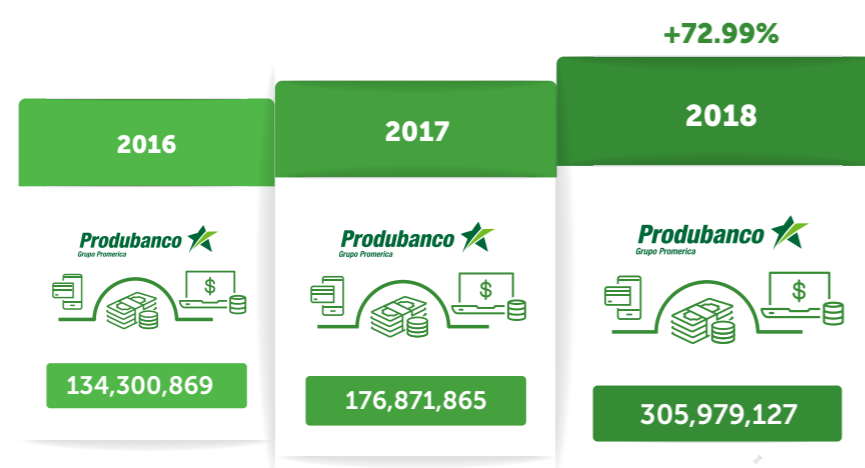 +72.99%
2016
2017
2018
Produbanco
Grupo Promerica
Produbanco
Grupo Promerica
Produbanco
Grupo Promerica
$
$
$
134,300,869
176,871,865
305,979,127